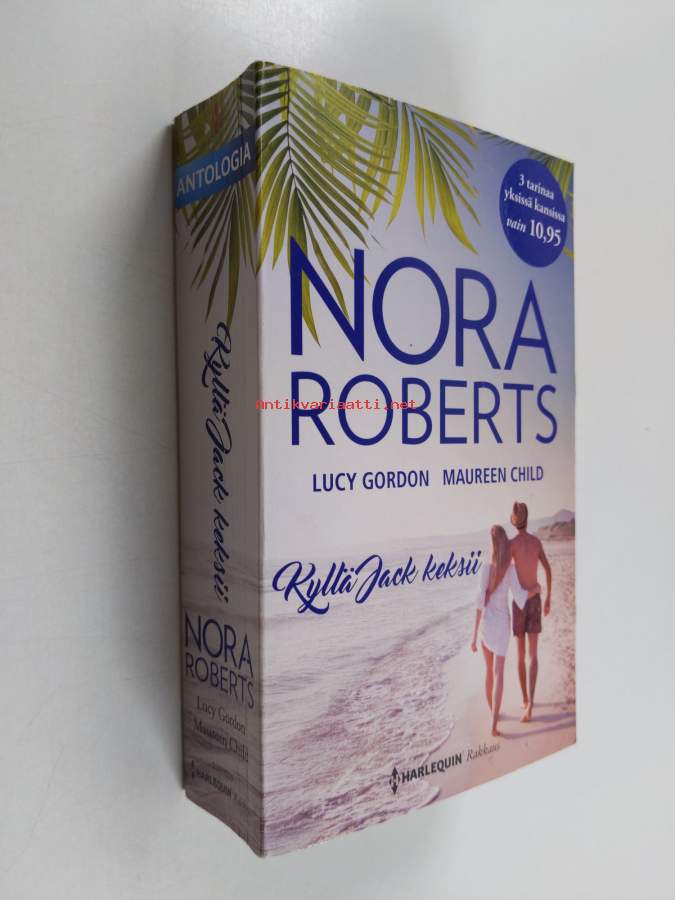 ANTOLOGIA
Kyllä Jack keksii
NORA
ROBERTS
Lucy Gordon
Maureen Child
HARLEQUIN Rakkaus
3 tarinaa
yksissä kansissa
vain 10,95
NORA
ROBERTS
Antikvariaatti.net
LUCY GORDON MAUREEN CHILD
Kyllä Jack keksii
HARLEQUIN® Rakkaus